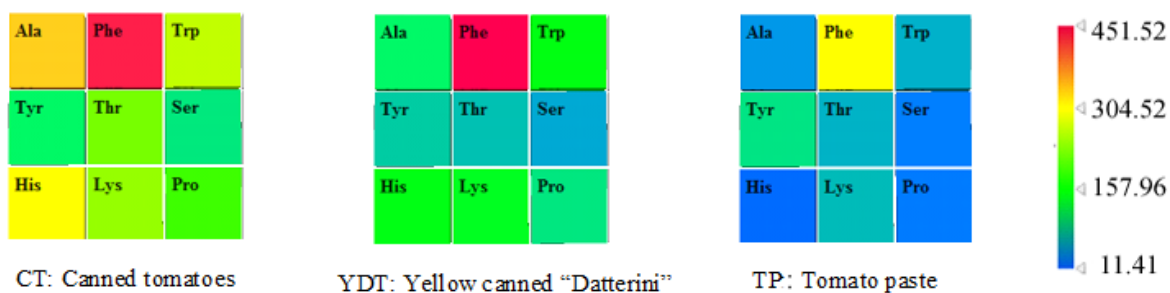 Ala Phe Trp
Tyr Thr Ser
His Lys Pro
CT: Canned tomatoes
Ala Phe Trp
Tyr Thr Ser
His Lys Pro
YDT: Yellow canned “Datterini”
Ala Phe Trp
Tyr Thr Ser
His Lys Pro
TP: Tomato paste
451.52
304.52
157.96
11.41